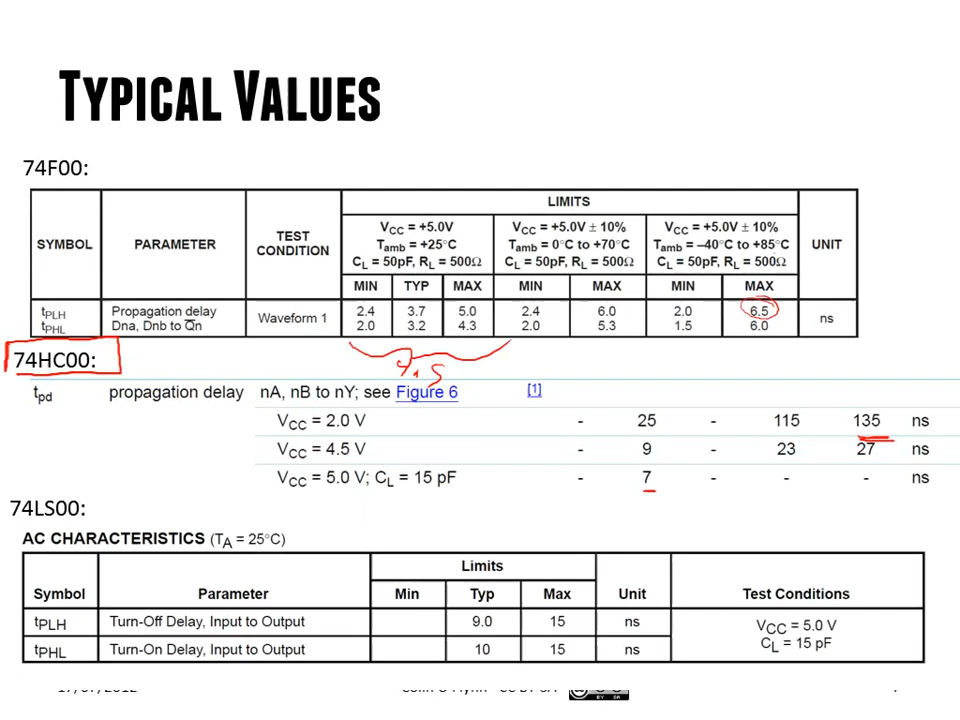 TYPICAL VALUES
74F00:
LIMITS
SYMBOL PARAMETER TEST CONDITION VCC = +5.0V Tamb = +25°C CL = 50pF, RL = 500Ω VCC = +5.0V ± 10% Tamb = 0°C to +70°C CL = 50pF, RL = 500Ω VCC = +5.0V ± 10% Tamb = –40°C to +85°C CL = 50pF, RL = 500Ω UNIT
MIN TYP MAX MIN MAX MIN MAX
tPLH Propagation delay Waveform 1 2.4 3.7 5.0 2.4 6.0 2.0 6.5 ns
tPHL Dna, Dnb to Qn 2.0 3.2 4.3 2.0 5.3 1.5 6.0
74HC00:
4.5
tpd propagation delay nA, nB to nY; see Figure 6 [1]
VCC = 2.0 V - 25 - 115 135 ns
VCC = 4.5 V - 9 - 23 27 ns
VCC = 5.0 V; CL = 15 pF - 7 - - - ns
74LS00:
AC CHARACTERISTICS (TA = 25°C)
Limits
Symbol Parameter Min Typ Max Unit Test Conditions
tPLH Turn-Off Delay, Input to Output 9.0 15 ns VCC = 5.0 V
tPHL Turn-On Delay, Input to Output 10 15 ns CL = 15 pF